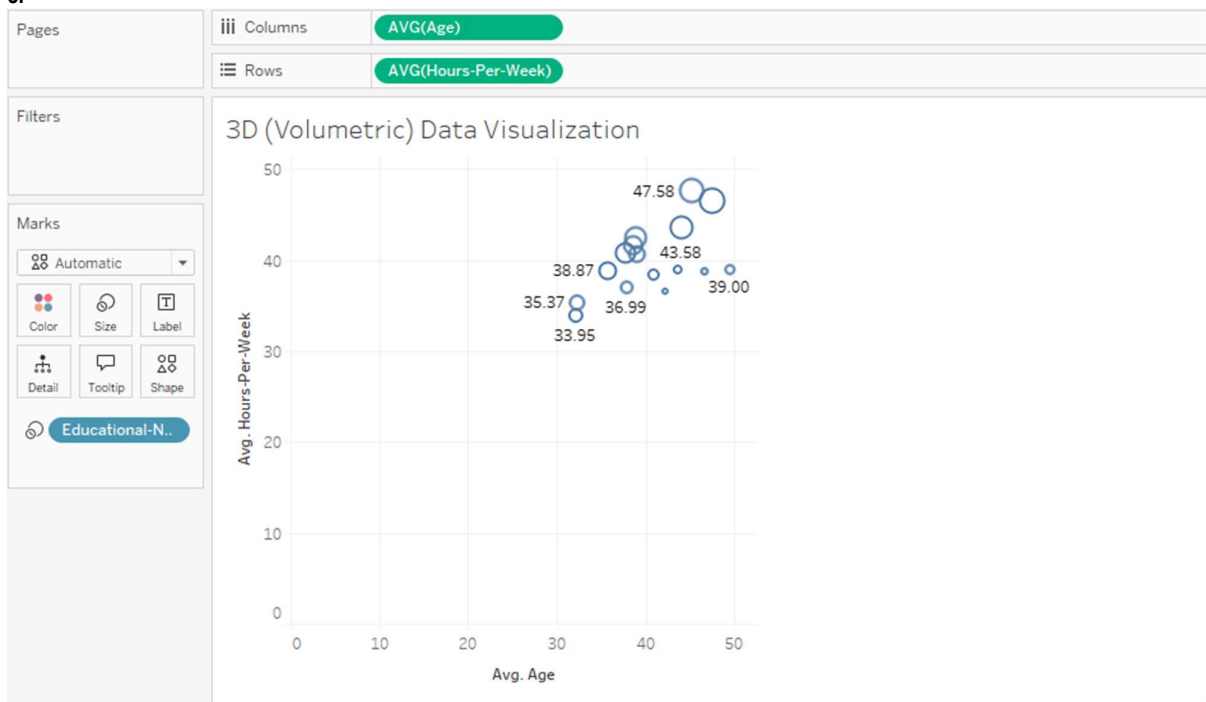 Pages
iii Columns AVG(Age)
Rows AVG(Hours-Per-Week)
Filters
3D (Volumetric) Data Visualization
Marks
Automatic
Color Size Label
Detail Tooltip Shape
Educational-N..
Avg. Hours-Per-Week
50
40
30
20
10
0
47.58
43.58
38.87
39.00
35.37
36.99
33.95
0 10 20 30 40 50
Avg. Age